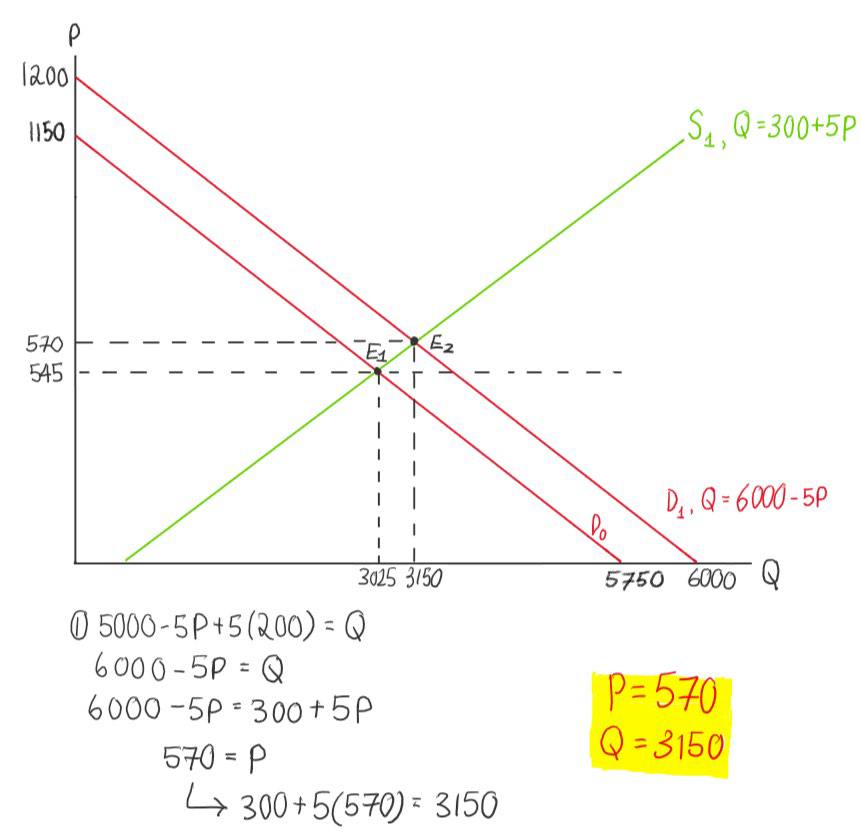 P
1200
1150
S₁, Q=300+5P
570
E₁
E₂
545
D₁, Q=6000-5P
D₀
3025 3150
5750 6000 Q
① 5000-5P+5(200)=Q
6000-5P=Q
6000-5P=300+5P
570=P
↳ 300+5(570)=3150
P=570
Q=3150